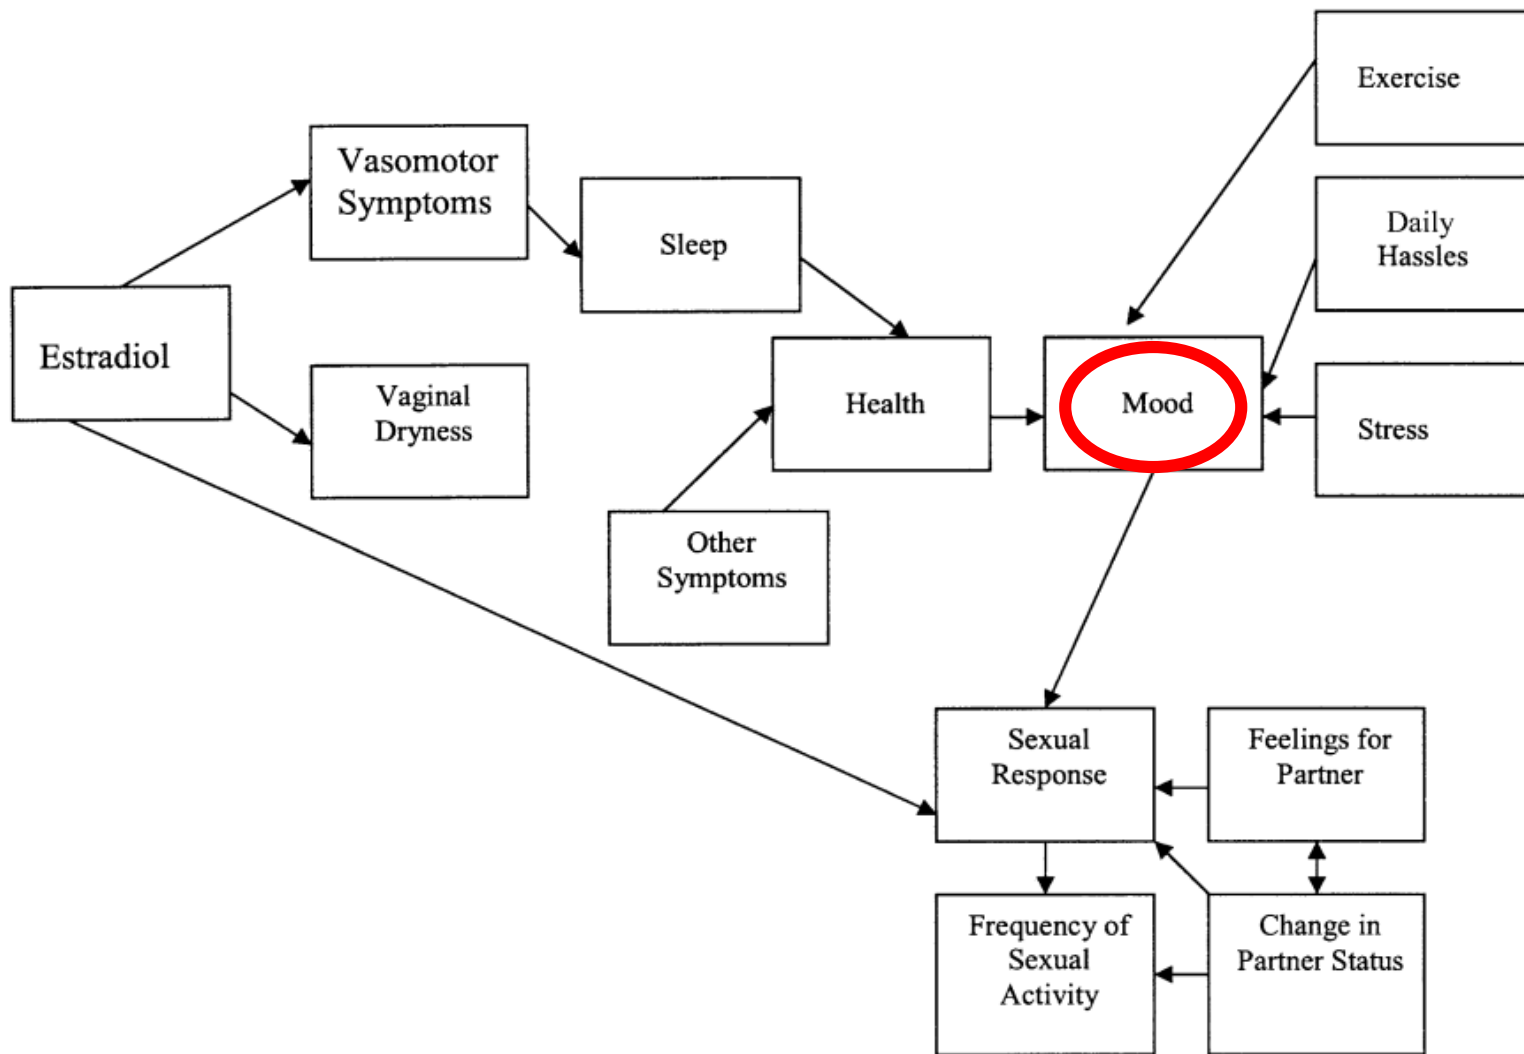 Exercise
Vasomotor
Symptoms
Sleep
Daily
Hassles
Estradiol
Vaginal
Dryness
Health
Mood
Stress
Other
Symptoms
Sexual
Response
Feelings for
Partner
Frequency of
Sexual
Activity
Change in
Partner Status